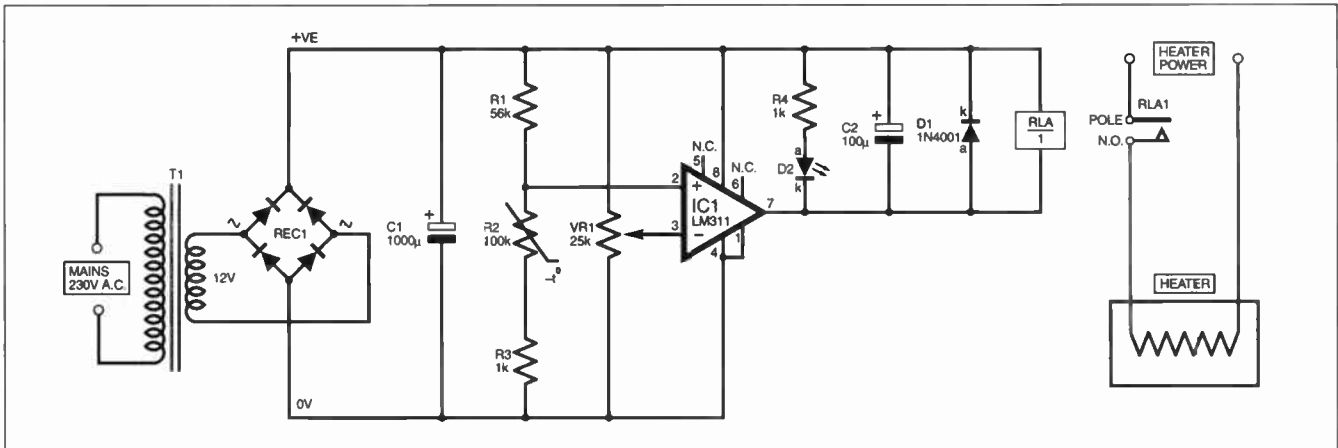 +VE
T1
MAINS
230V A.C.
12V
~
REC1
~
0V
C1
1000µ
+
R1
56k
R2
100k
-t°
R3
1k
VR1
25k
N.C.
5
8
N.C.
6
2
+
IC1
LM311
3
-
4
1
7
R4
1k
a
D2
k
+
C2
100µ
D1
1N4001
k
a
RLA
1
HEATER
POWER
RLA1
POLE
N.O.
HEATER